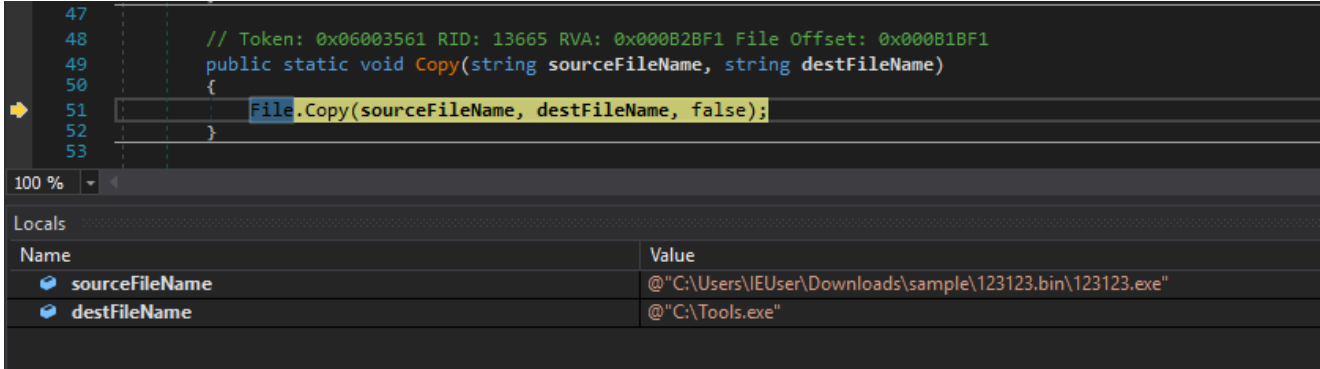 47
48 // Token: 0x06003561 RID: 13665 RVA: 0x000B2BF1 File Offset: 0x000B1BF1
49 public static void Copy(string sourceFileName, string destFileName)
50 {
51 File.Copy(sourceFileName, destFileName, false);
52 }
53
100 %
Locals
Name Value
sourceFileName @"C:\Users\IEUser\Downloads\sample\123123.bin\123123.exe"
destFileName @"C:\Tools.exe"